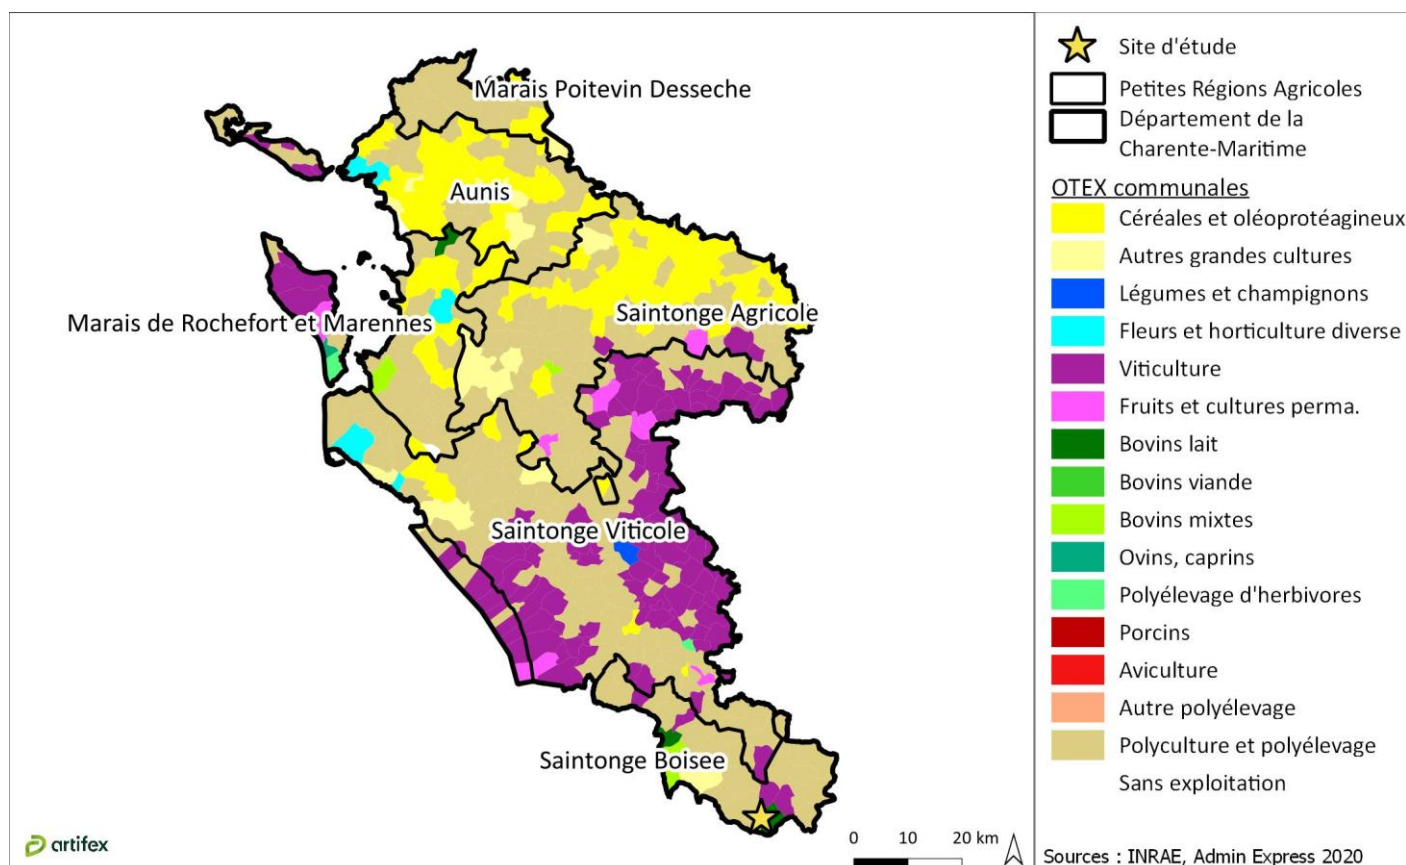 Marais Poitevin Desseche
Aunis
Saintonge Agricole
Marais de Rochefort et Marennes
Saintonge Viticole
Saintonge Boisee
artifex
0 10 20 km
Site d'étude
Petites Régions Agricoles
Département de la
Charente-Maritime
OTEX communales
Céréales et oléoprotéagineux
Autres grandes cultures
Légumes et champignons
Fleurs et horticulture diverse
Viticulture
Fruits et cultures perma.
Bovins lait
Bovins viande
Bovins mixtes
Ovins, caprins
Polyélevage d'herbivores
Porcins
Aviculture
Autre polyélevage
Polyculture et polyélevage
Sans exploitation
Sources : INRAE, Admin Express 2020